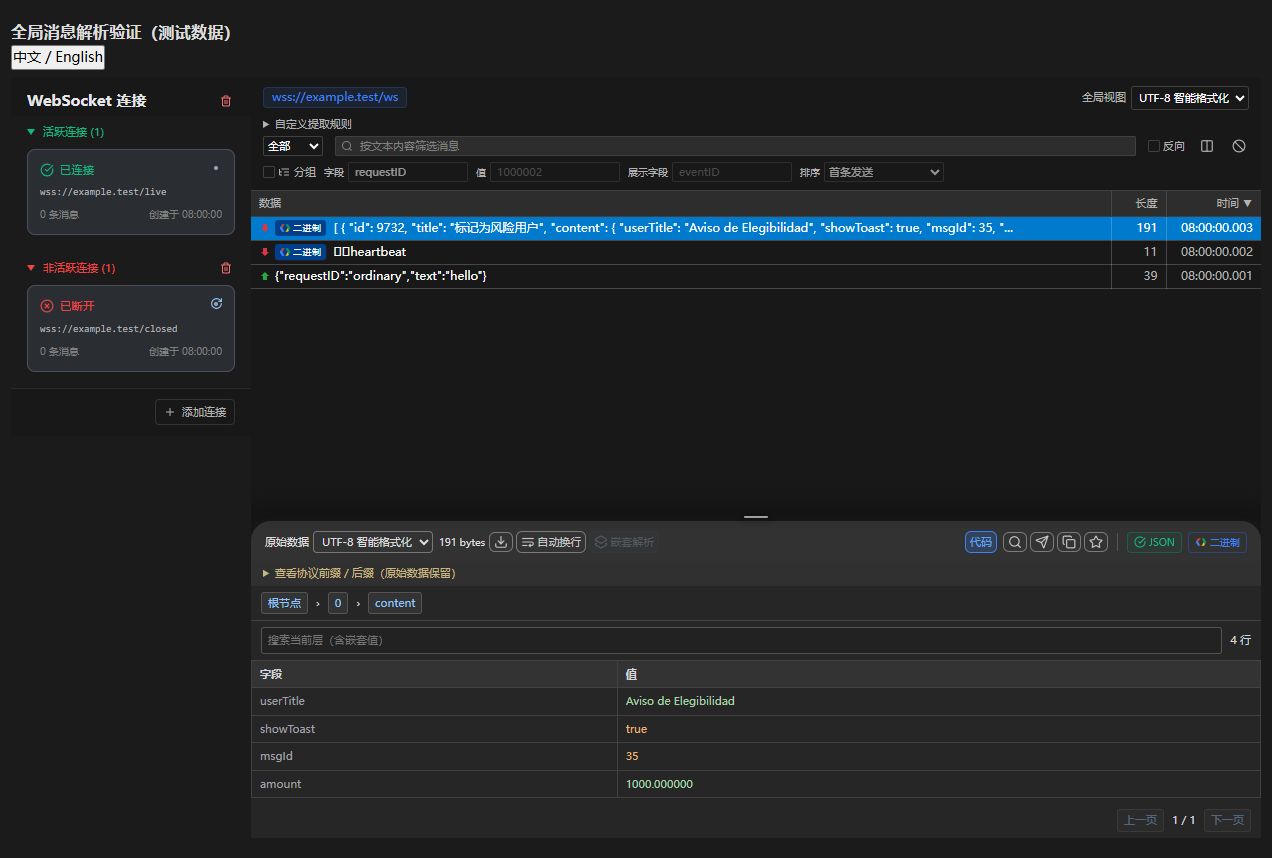 全局消息解析验证（测试数据）
中文 / English
WebSocket 连接
活跃连接 (1)
已连接
wss://example.test/live
0 条消息 创建于 08:00:00
非活跃连接 (1)
已断开
wss://example.test/closed
0 条消息 创建于 08:00:00
添加连接
wss://example.test/ws 全局视图 UTF-8 智能格式化
自定义提取规则
全部 按文本内容筛选消息 反向
分组 字段 requestID 值 1000002 展示字段 eventID 排序 首条发送
数据 长度 时间 ▼
二进制 [ { "id": 9732, "title": "标记为风险用户", "content": { "userTitle": "Aviso de Elegibilidad", "showToast": true, "msgId": 35, "... 191 08:00:00.003
二进制 heartbeat 11 08:00:00.002
{"requestID":"ordinary","text":"hello"} 39 08:00:00.001
原始数据 UTF-8 智能格式化 191 bytes 自动换行 嵌套解析 代码 JSON 二进制
查看协议前缀 / 后缀（原始数据保留）
根节点 › 0 › content
搜索当前层（含嵌套值） 4 行
字段 值
userTitle Aviso de Elegibilidad
showToast true
msgId 35
amount 1000.000000
上一页 1 / 1 下一页